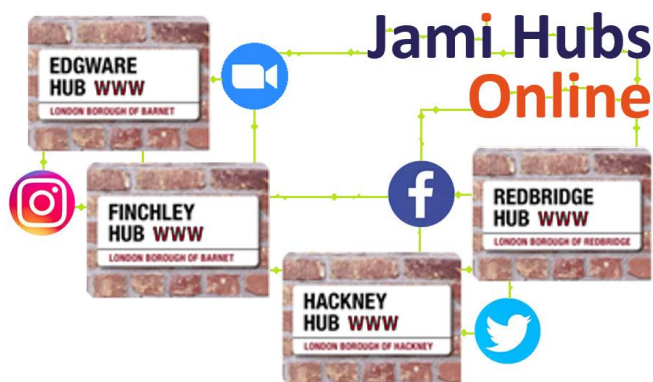 Jami Hubs
Online
EDGWARE
HUB WWW
LONDON BOROUGH OF BARNET
FINCHLEY
HUB WWW
LONDON BOROUGH OF BARNET
REDBRIDGE
HUB WWW
LONDON BOROUGH OF REDBRIDGE
HACKNEY
HUB WWW
LONDON BOROUGH OF HACKNEY